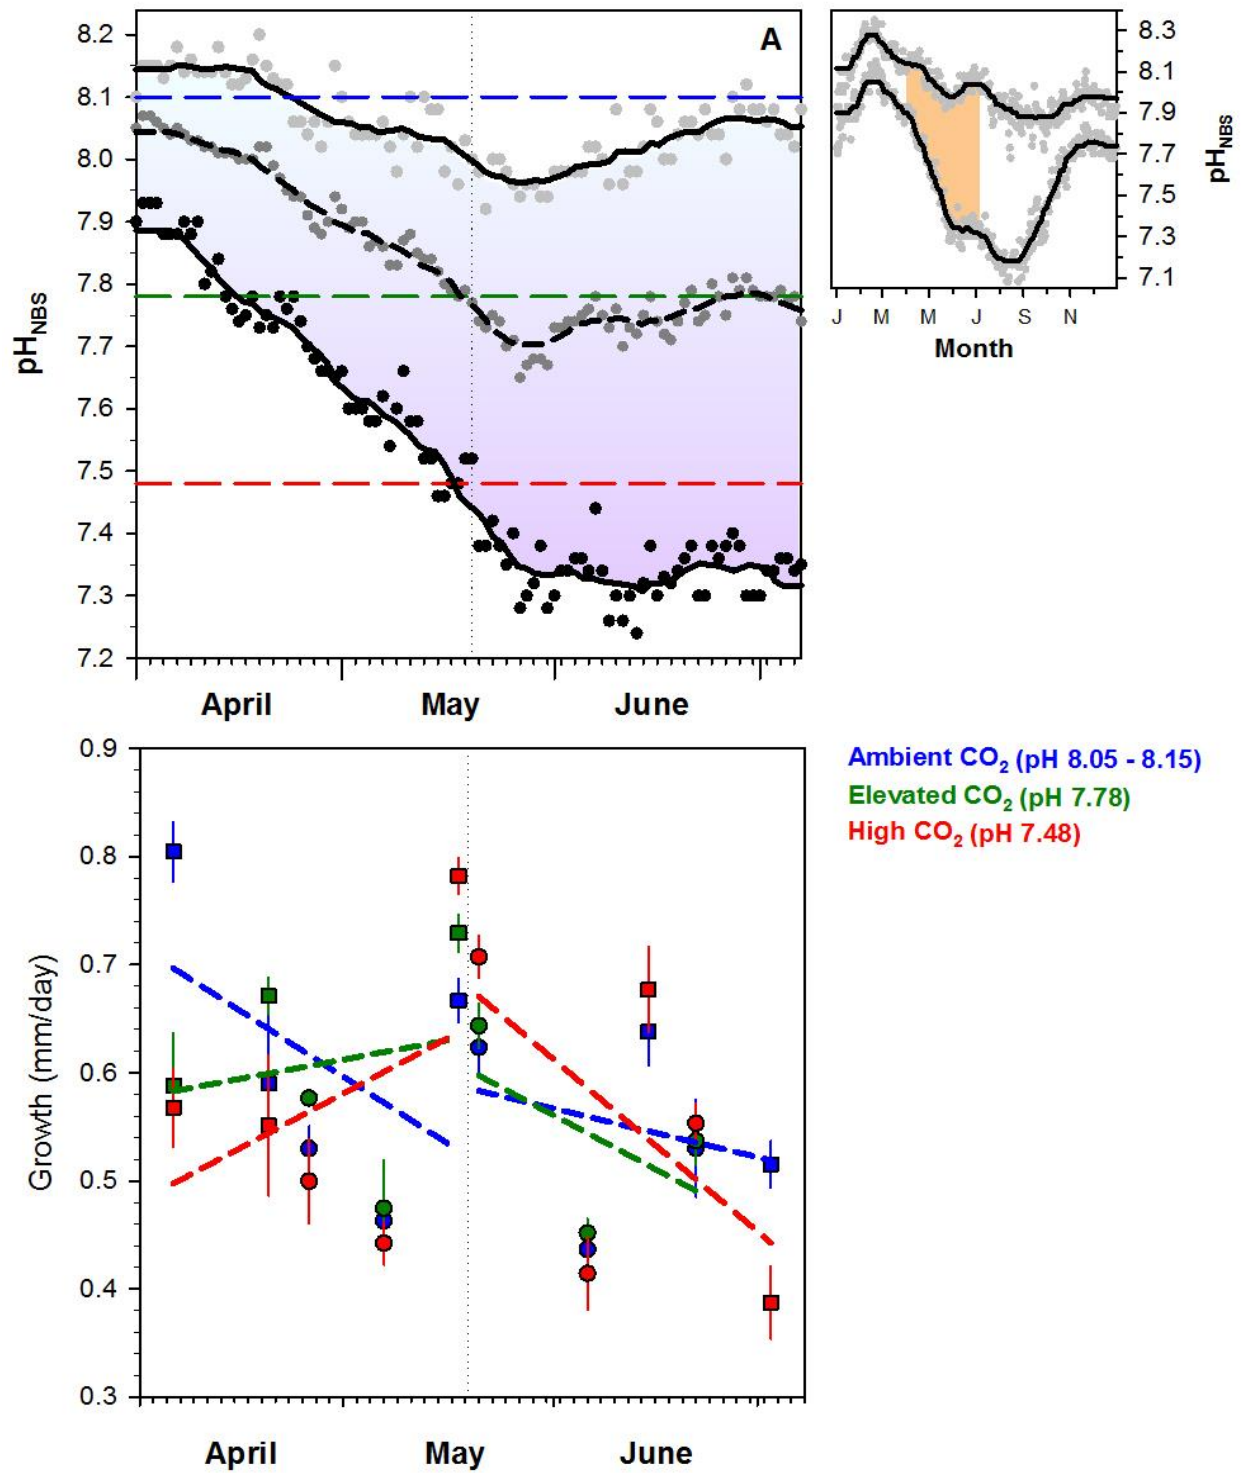 A
8.2
8.1
8.0
7.9
7.8
7.7
7.6
7.5
7.4
7.3
7.2
pH_NBS
April May June
8.3
8.1
7.9
7.7
7.5
7.3
7.1
pH_NBS
J M M J S N
Month
0.9
0.8
0.7
0.6
0.5
0.4
0.3
Growth (mm/day)
April May June
Ambient CO₂ (pH 8.05 - 8.15)
Elevated CO₂ (pH 7.78)
High CO₂ (pH 7.48)